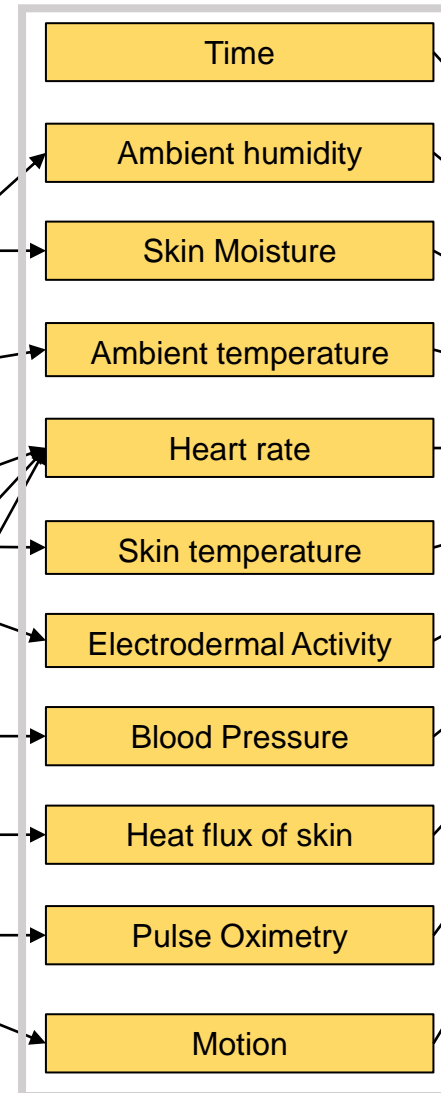 Time
Ambient humidity
Skin Moisture
Ambient temperature
Heart rate
Skin temperature
Electrodermal Activity
Blood Pressure
Heat flux of skin
Pulse Oximetry
Motion